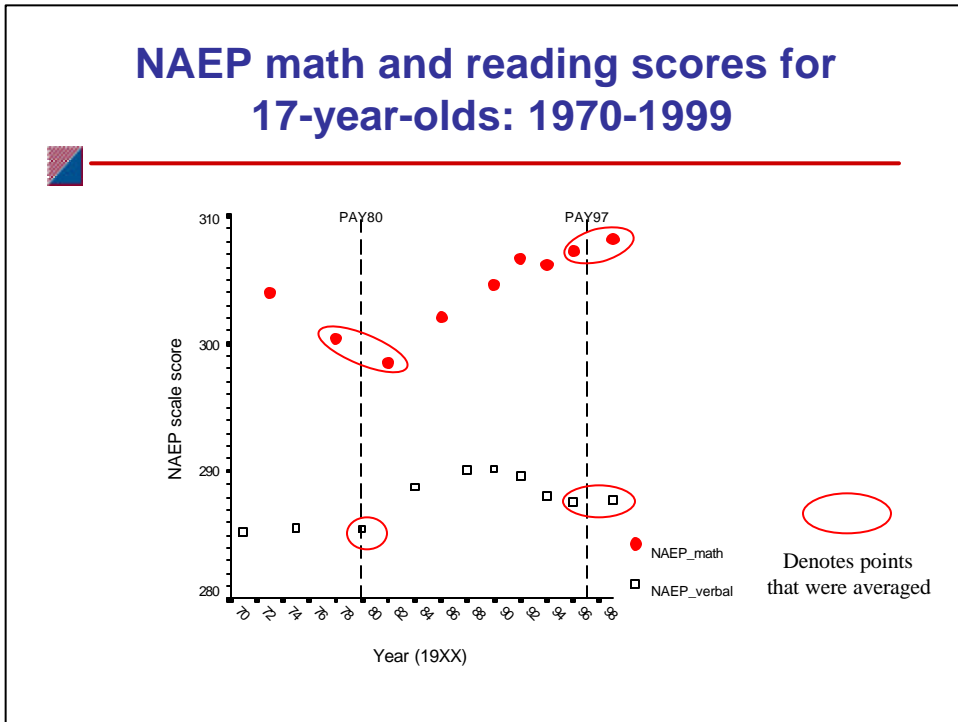 NAEP math and reading scores for
17-year-olds: 1970-1999
PAY80
PAY97
310
300
290
280
NAEP scale score
70
72
74
76
78
80
82
84
86
88
90
92
94
96
98
Year (19XX)
NAEP_math
NAEP_verbal
Denotes points
that were averaged